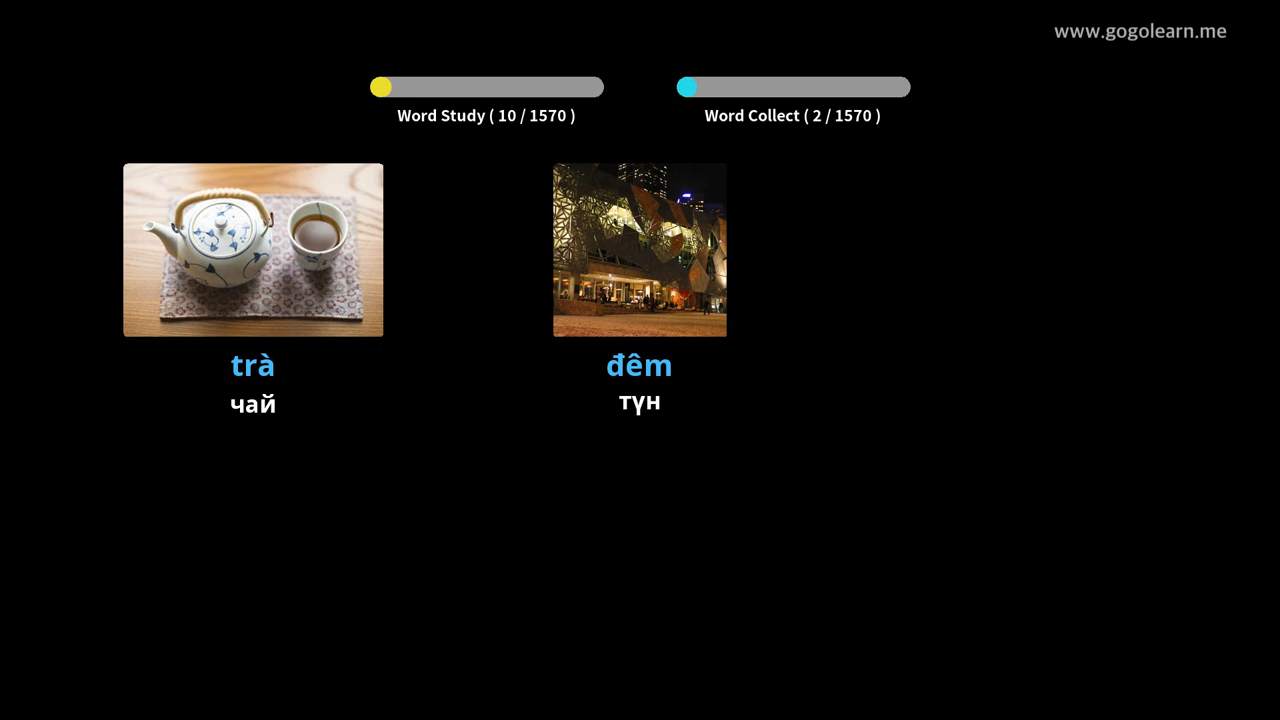 www.gogolearn.me
Word Study ( 10 / 1570 )
Word Collect ( 2 / 1570 )
trà
чай
đêm
түн